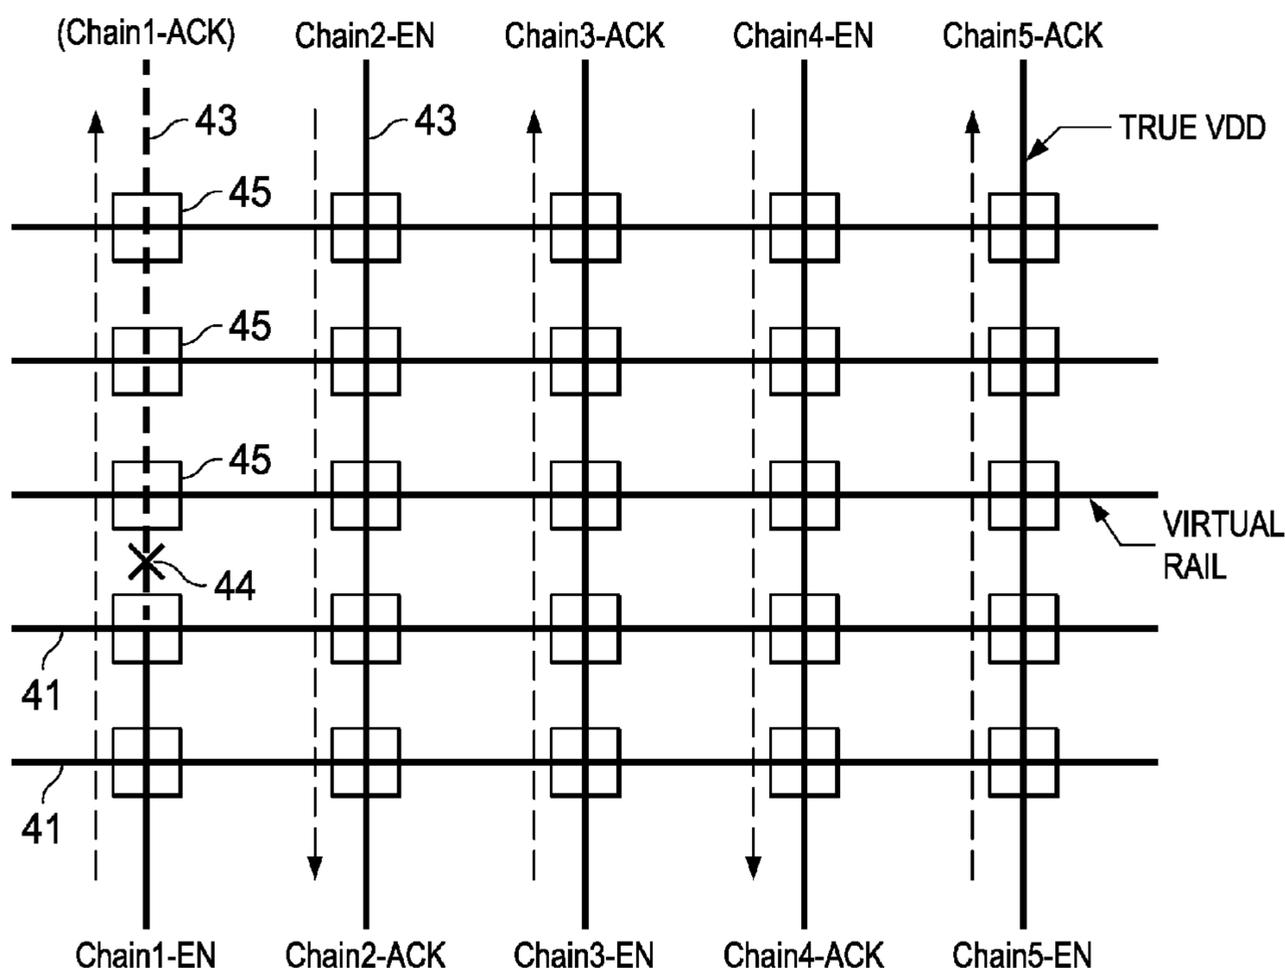 (Chain1-ACK)
Chain2-EN
Chain3-ACK
Chain4-EN
Chain5-ACK
43
43
TRUE VDD
45
45
45
VIRTUAL
RAIL
44
41
41
Chain1-EN
Chain2-ACK
Chain3-EN
Chain4-ACK
Chain5-EN